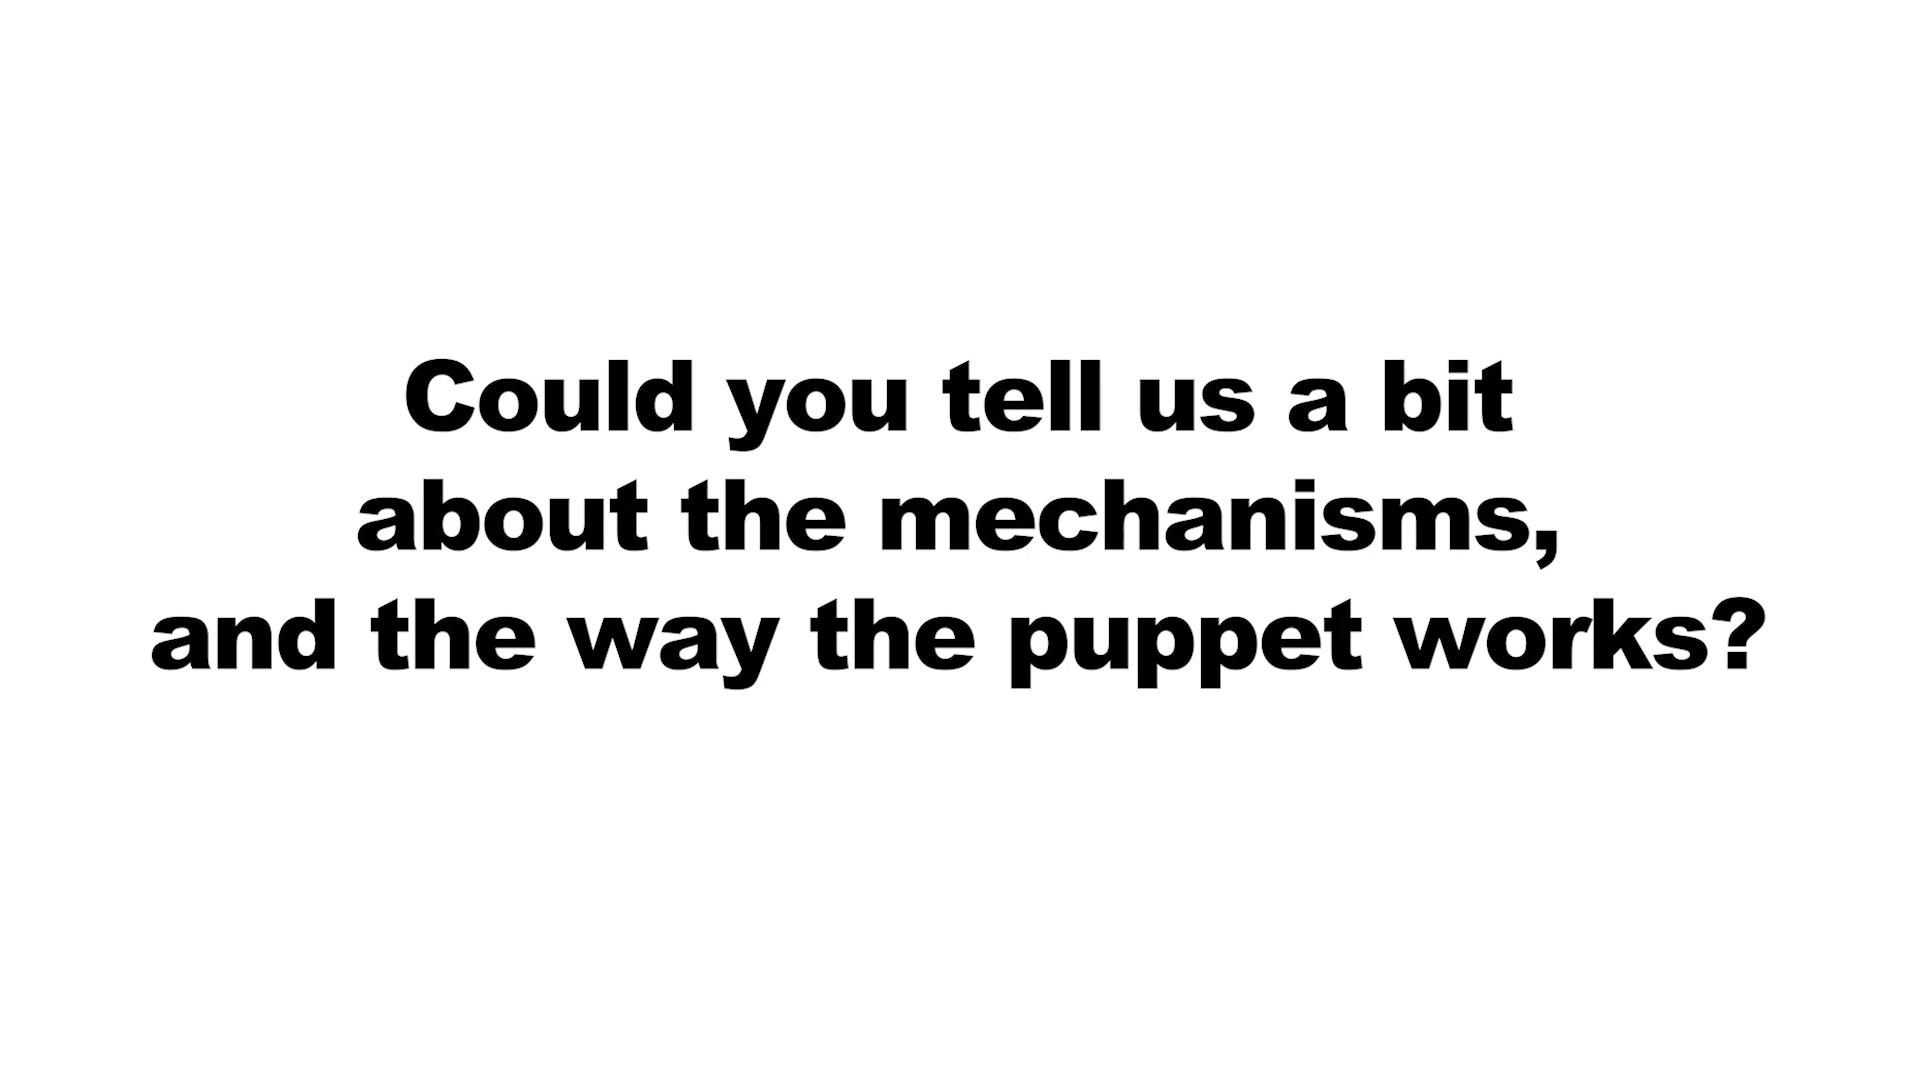 Could you tell us a bit
about the mechanisms,
and the way the puppet works?